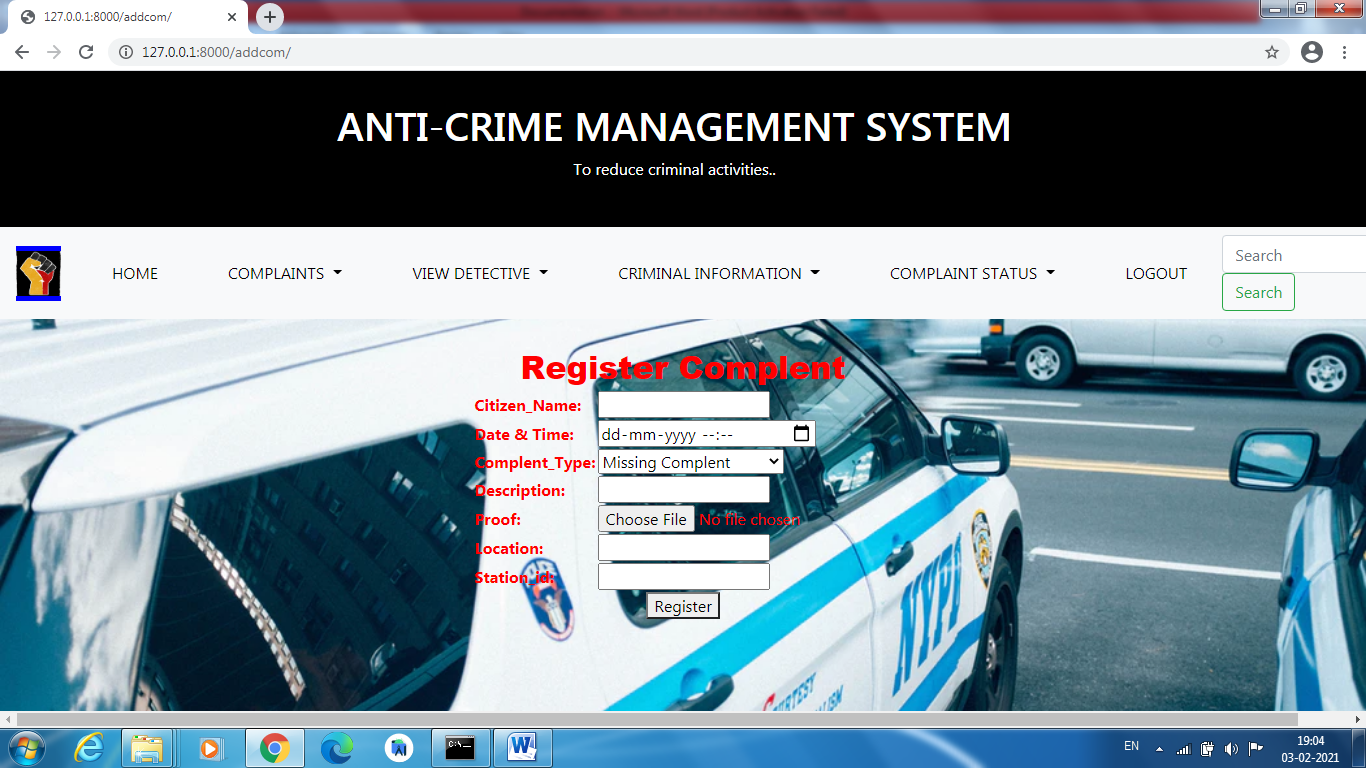 127.0.0.1:8000/addcom/
127.0.0.1:8000/addcom/
ANTI-CRIME MANAGEMENT SYSTEM
To reduce criminal activities..
HOME COMPLAINTS VIEW DETECTIVE CRIMINAL INFORMATION COMPLAINT STATUS LOGOUT
Search
Search
Register Complent
Citizen_Name:
Date & Time: dd-mm-yyyy --:--
Complent_Type: Missing Complent
Description:
Proof: Choose File No file chosen
Location:
Station_id:
Register
NYPD
COURTESY
EN 19:04
03-02-2021